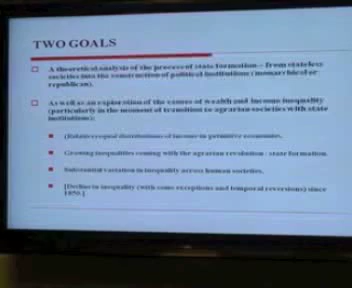 TWO GOALS
A theoretical analysis of the process of state formation – from stateless
societies into the construction of political institutions (monarchical or
republican).
As well as an exploration of the causes of wealth and income inequality
(particularly in the moment of transition to agrarian societies with state
institutions):
(Relative) equal distributions of income in primitive economies.
Growing inequalities coming with the agrarian revolution / state formation.
Substantial variation in inequality across human societies.
[Decline in inequality (with some exceptions and temporal reversions) since
1850.]